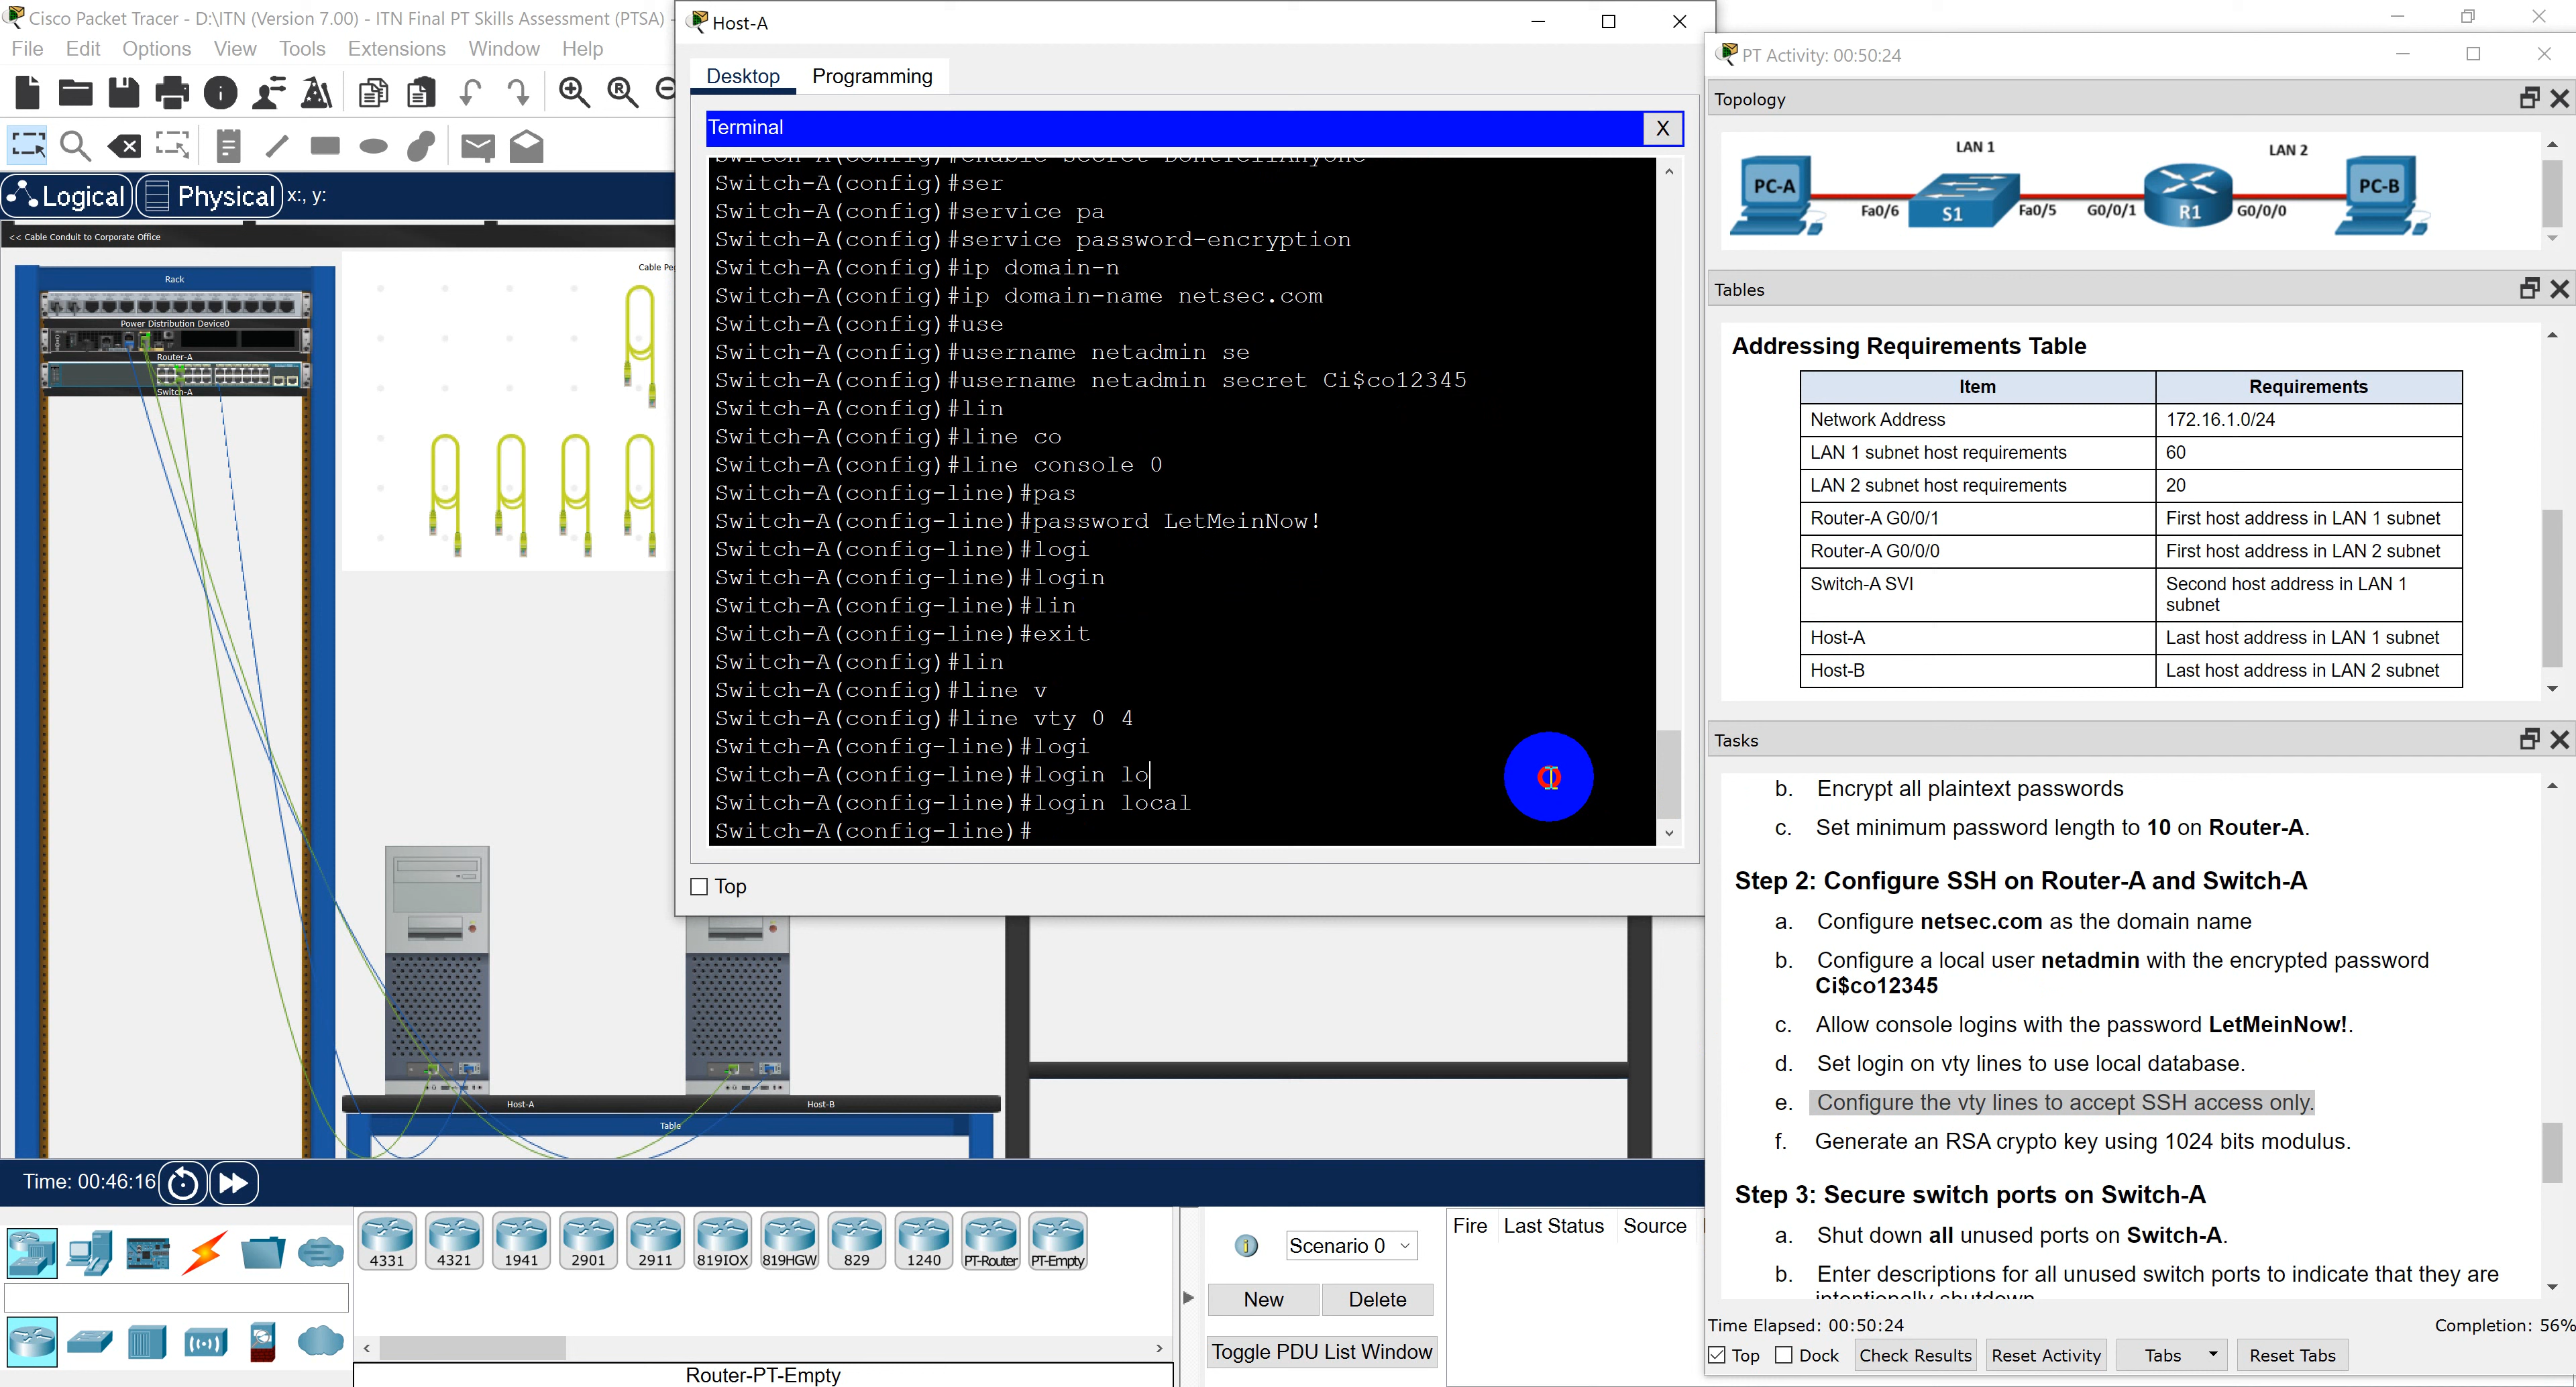 Cisco Packet Tracer - D:\ITN (Version 7.00) - ITN Final PT Skills Assessment (PTSA) -
File Edit Options View Tools Extensions Window Help
Logical Physical x:, y:
<< Cable Conduit to Corporate Office
Rack
Power Distribution Device0
Router-A
Switch-A
Host-A
Host-B
Table
Host-A
Desktop Programming
Terminal X
Switch-A(config)#enable secret DontTellAnyone
Switch-A(config)#ser
Switch-A(config)#service pa
Switch-A(config)#service password-encryption
Switch-A(config)#ip domain-n
Switch-A(config)#ip domain-name netsec.com
Switch-A(config)#use
Switch-A(config)#username netadmin se
Switch-A(config)#username netadmin secret Ci$co12345
Switch-A(config)#lin
Switch-A(config)#line co
Switch-A(config)#line console 0
Switch-A(config-line)#pas
Switch-A(config-line)#password LetMeinNow!
Switch-A(config-line)#logi
Switch-A(config-line)#login
Switch-A(config-line)#lin
Switch-A(config-line)#exit
Switch-A(config)#lin
Switch-A(config)#line v
Switch-A(config)#line vty 0 4
Switch-A(config-line)#logi
Switch-A(config-line)#login lo
Switch-A(config-line)#login local
Switch-A(config-line)#
Top
PT Activity: 00:50:24
Topology
LAN 1 LAN 2
PC-A Fa0/6 S1 Fa0/5 G0/0/1 R1 G0/0/0 PC-B
Tables
Addressing Requirements Table
Item Requirements
Network Address 172.16.1.0/24
LAN 1 subnet host requirements 60
LAN 2 subnet host requirements 20
Router-A G0/0/1 First host address in LAN 1 subnet
Router-A G0/0/0 First host address in LAN 2 subnet
Switch-A SVI Second host address in LAN 1
subnet
Host-A Last host address in LAN 1 subnet
Host-B Last host address in LAN 2 subnet
Tasks
b. Encrypt all plaintext passwords
c. Set minimum password length to 10 on Router-A.
Step 2: Configure SSH on Router-A and Switch-A
a. Configure netsec.com as the domain name
b. Configure a local user netadmin with the encrypted password
Ci$co12345
c. Allow console logins with the password LetMeinNow!.
d. Set login on vty lines to use local database.
e. Configure the vty lines to accept SSH access only.
f. Generate an RSA crypto key using 1024 bits modulus.
Step 3: Secure switch ports on Switch-A
a. Shut down all unused ports on Switch-A.
b. Enter descriptions for all unused switch ports to indicate that they are
intentionally shutdown
Time Elapsed: 00:50:24 Completion: 56%
Top Dock Check Results Reset Activity Tabs Reset Tabs
Time: 00:46:16
4331 4321 1941 2901 2911 819IOX 819HGW 829 1240 PT-Router PT-Empty
Router-PT-Empty
Scenario 0
New Delete
Toggle PDU List Window
Fire Last Status Source